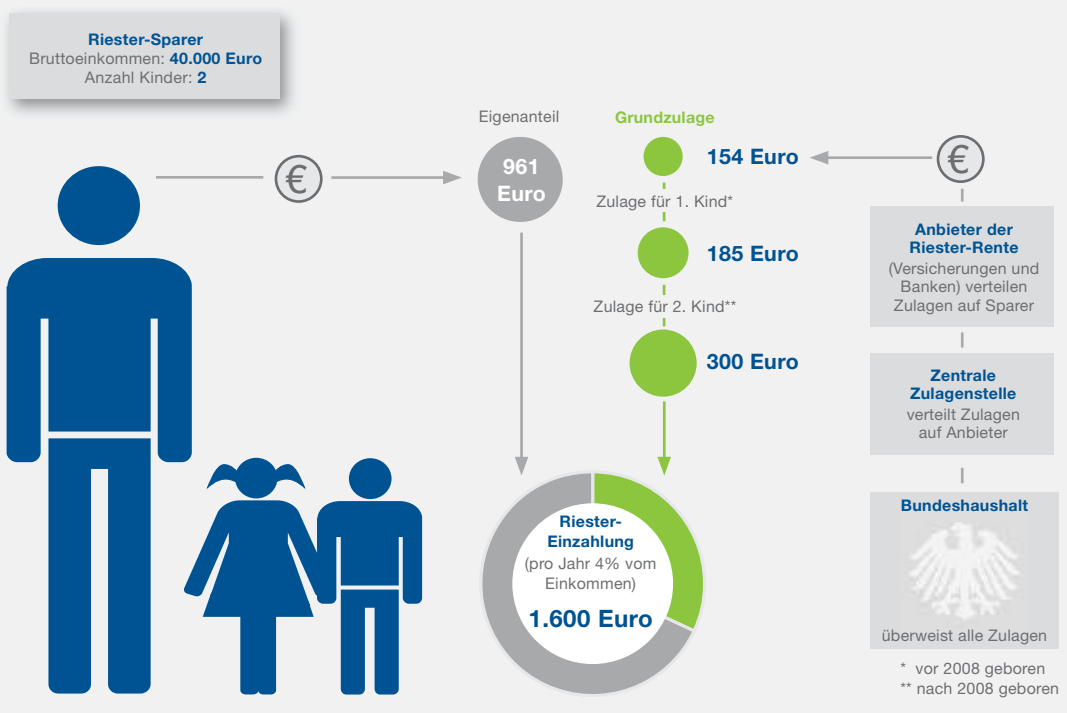 Riester-Sparer
Bruttoeinkommen: 40.000 Euro
Anzahl Kinder: 2
Eigenanteil
961
Euro
€
Grundzulage
154 Euro
Zulage für 1. Kind*
185 Euro
Zulage für 2. Kind**
300 Euro
Riester-
Einzahlung
(pro Jahr 4% vom
Einkommen)
1.600 Euro
€
Anbieter der
Riester-Rente
(Versicherungen und
Banken) verteilen
Zulagen auf Sparer
Zentrale
Zulagenstelle
verteilt Zulagen
auf Anbieter
Bundeshaushalt
überweist alle Zulagen
* vor 2008 geboren
** nach 2008 geboren